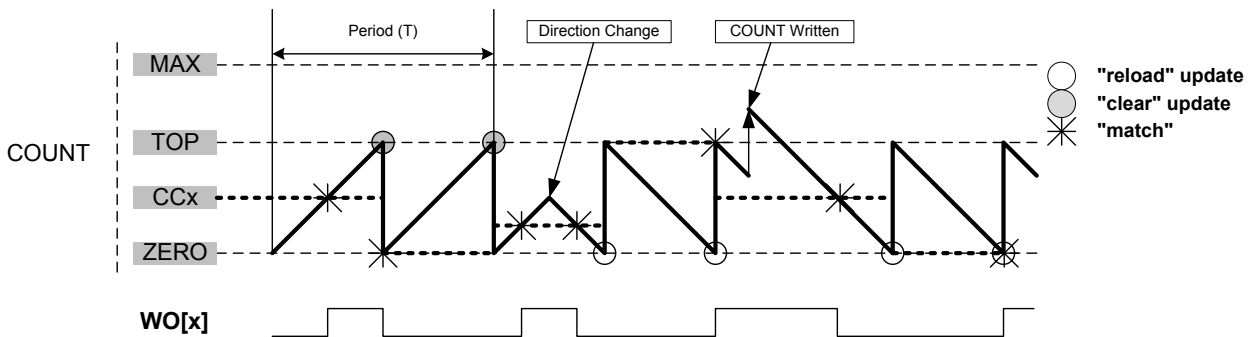 Period (T)
Direction Change
COUNT Written
MAX
"reload" update
"clear" update
TOP
"match"
COUNT
CCx
ZERO
WO[x]